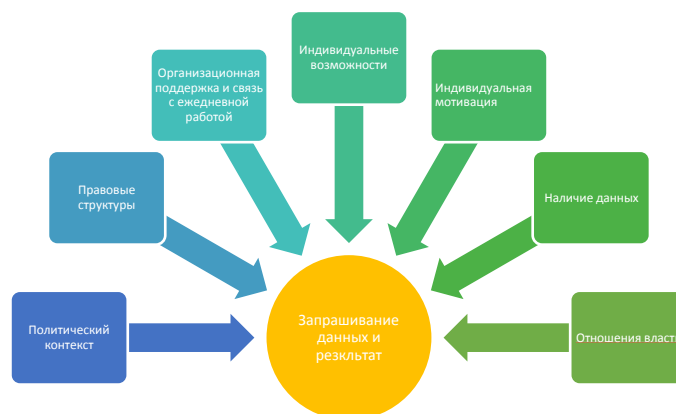 Индивидуальные
возможности
Организационная
поддержка и связь
с ежедневной
работой
Индивидуальная
мотивация
Правовые
структуры
Наличие данных
Политический
контекст
Запрашивание
данных и
резкльтат
Отношения власти